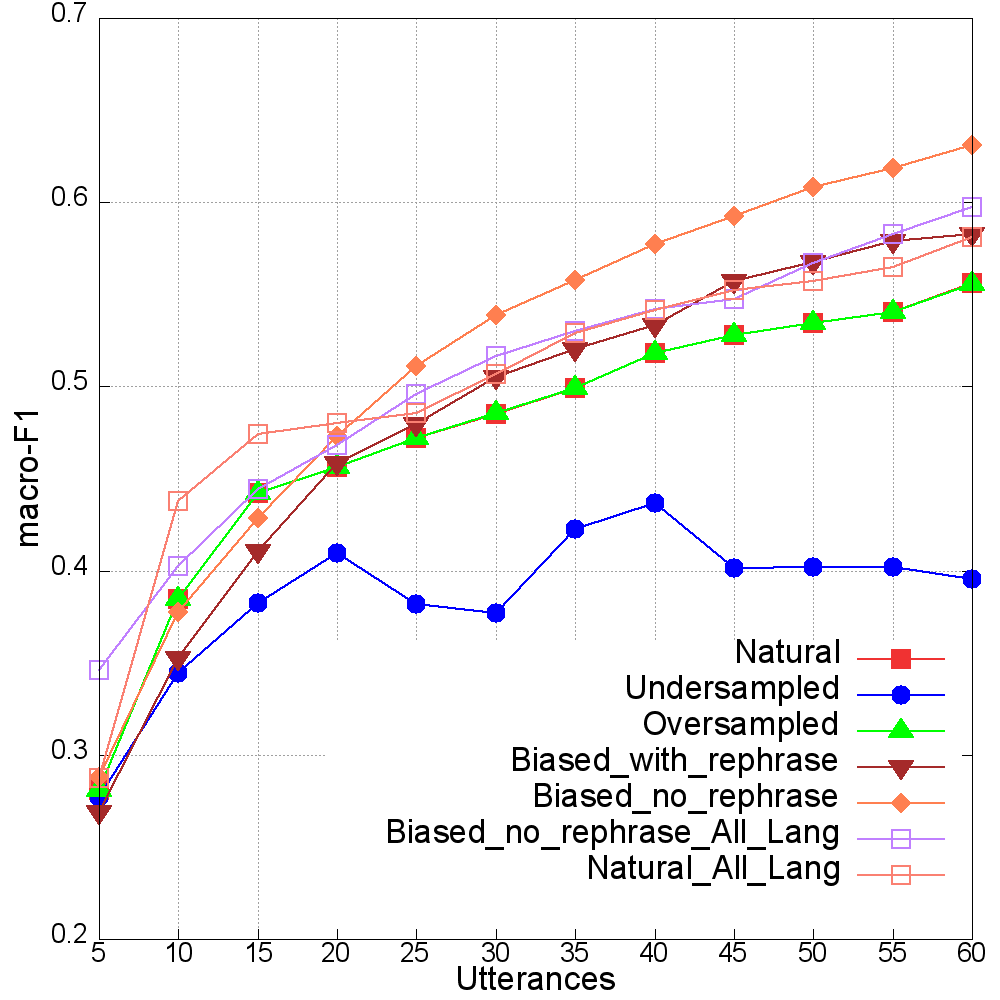 0.7
0.6
0.5
0.4
0.3
0.2
macro-F1
Natural
Undersampled
Oversampled
Biased_with_rephrase
Biased_no_rephrase
Biased_no_rephrase_All_Lang
Natural_All_Lang
5 10 15 20 25 30 35 40 45 50 55 60
Utterances